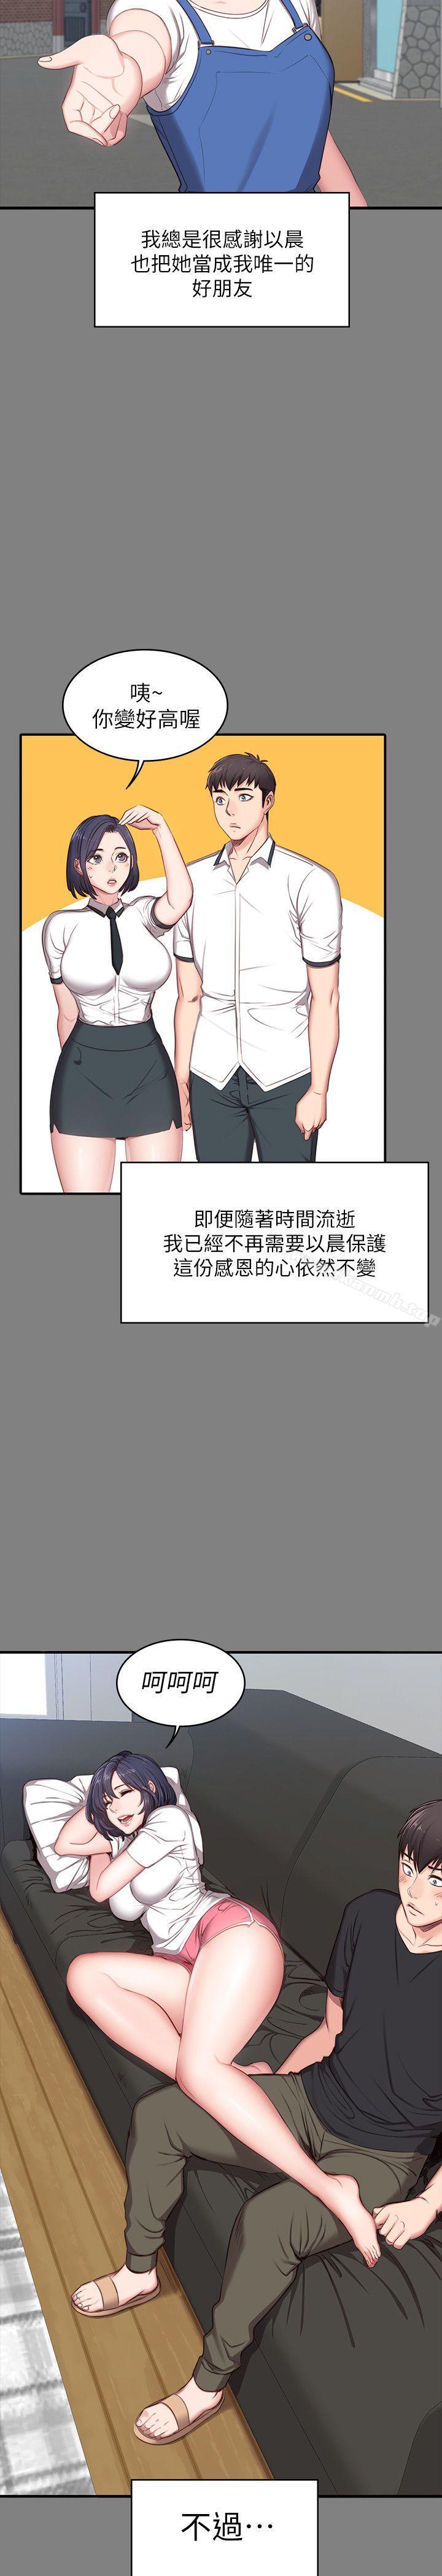 我總是很感謝以晨
也把她當成我唯一的
好朋友
咦~
你變好高喔
即便隨著時間流逝
我已經不再需要以晨保護
這份感恩的心依然不變
呵呵呵
不過⋯